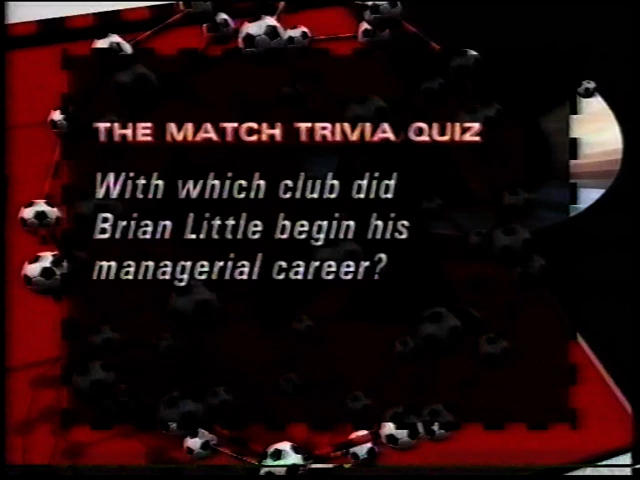 THE MATCH TRIVIA QUIZ
With which club did
Brian Little begin his
managerial career?